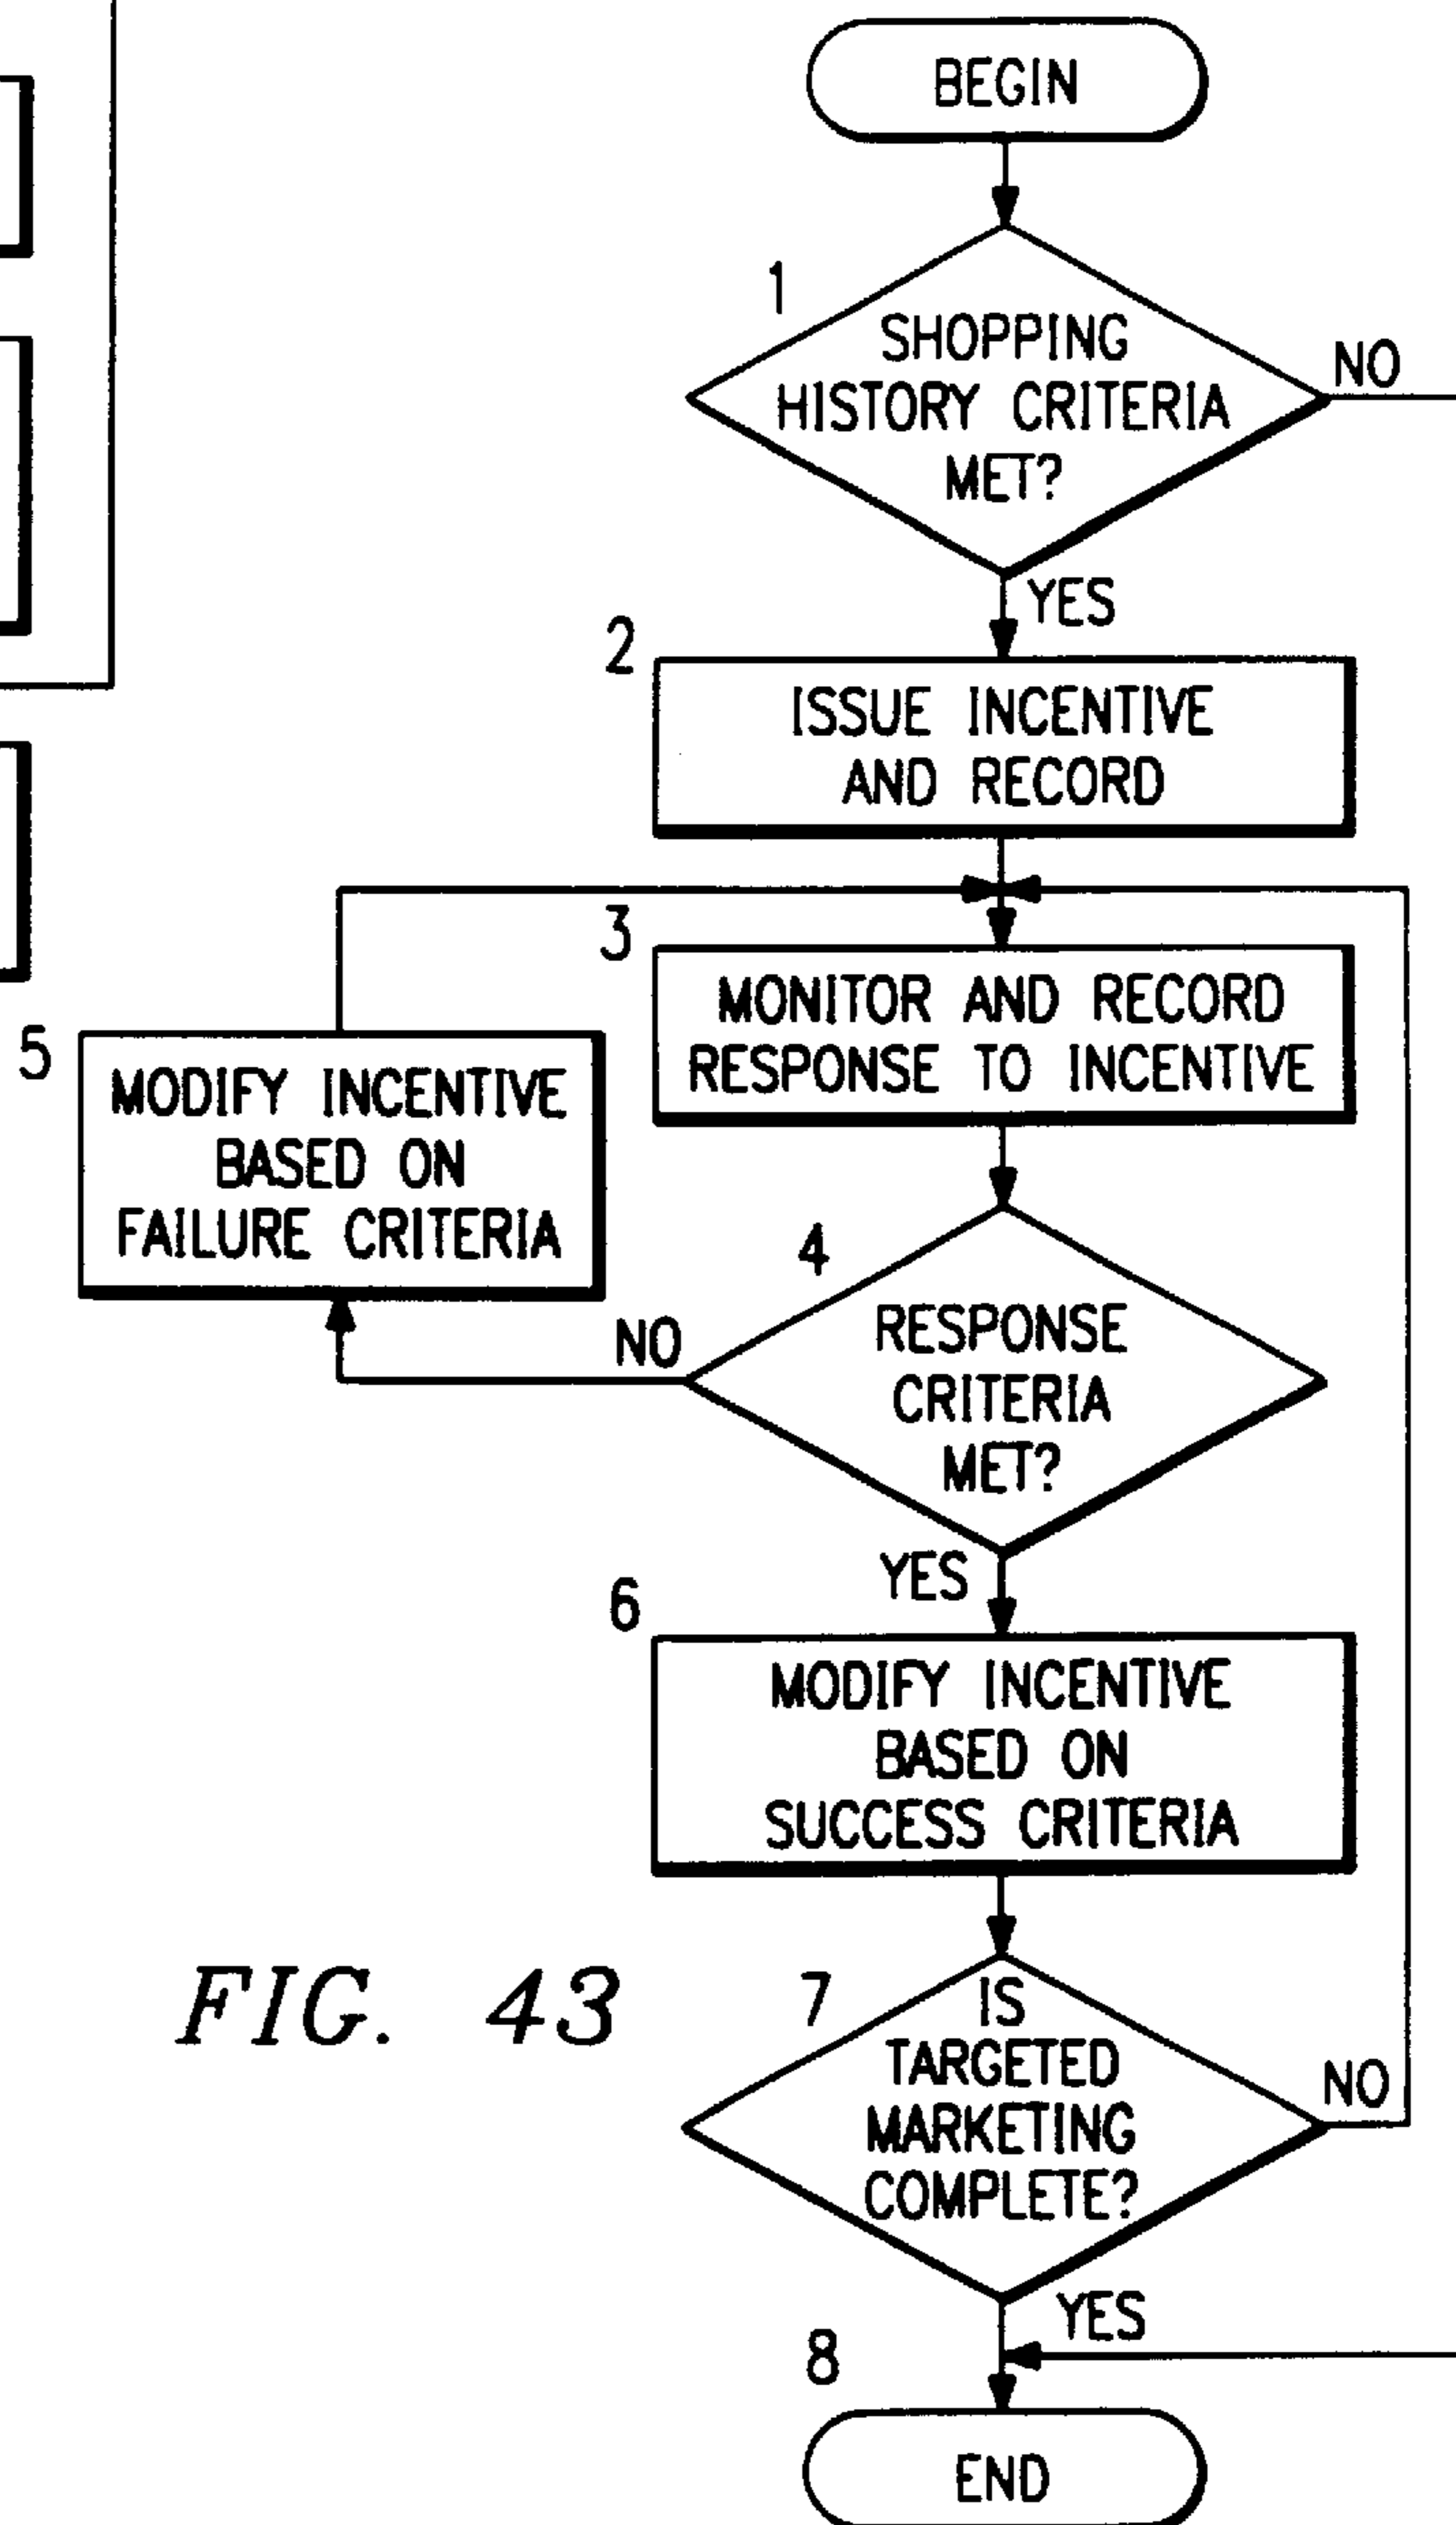 BEGIN
1
SHOPPING
HISTORY CRITERIA
MET?
NO
YES
2
ISSUE INCENTIVE
AND RECORD
3
MONITOR AND RECORD
RESPONSE TO INCENTIVE
5
MODIFY INCENTIVE
BASED ON
FAILURE CRITERIA
4
RESPONSE
CRITERIA
MET?
NO
YES
6
MODIFY INCENTIVE
BASED ON
SUCCESS CRITERIA
7
IS
TARGETED
MARKETING
COMPLETE?
NO
YES
8
END
FIG. 43